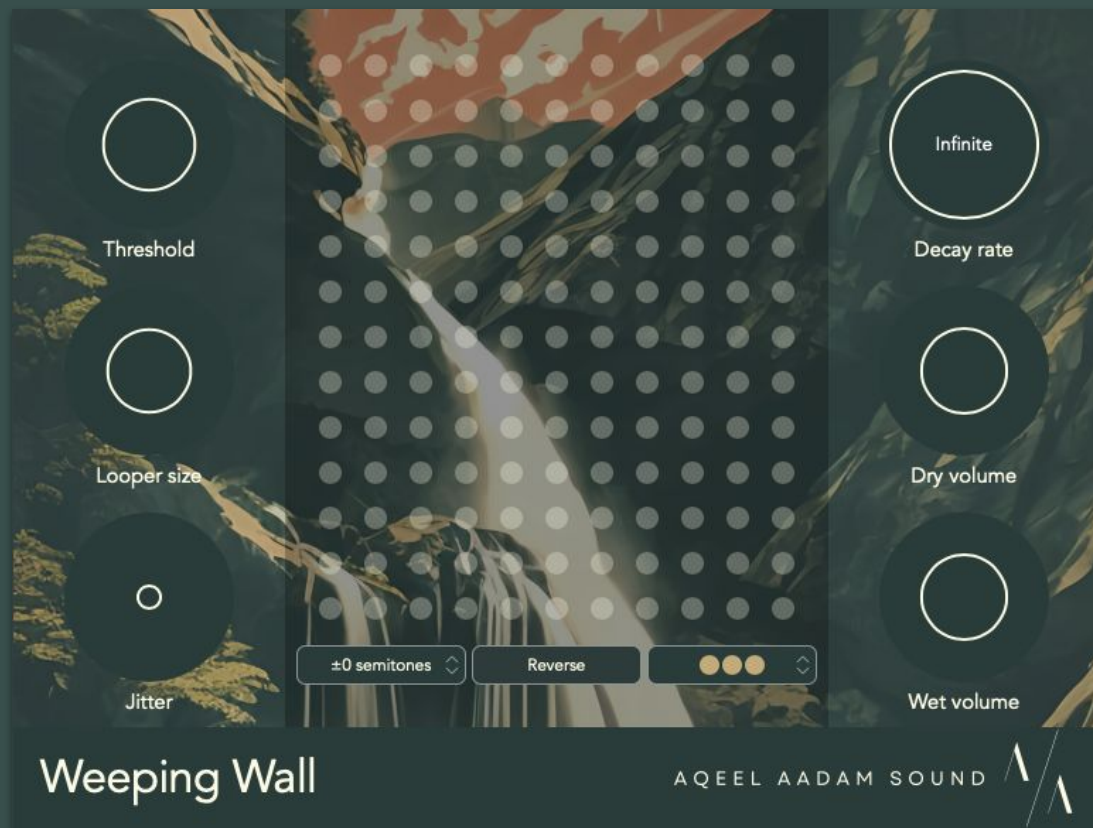 Infinite
Threshold
Decay rate
Looper size
Dry volume
±0 semitones
Reverse
Jitter
Wet volume
Weeping Wall
AQEEL AADAM SOUND